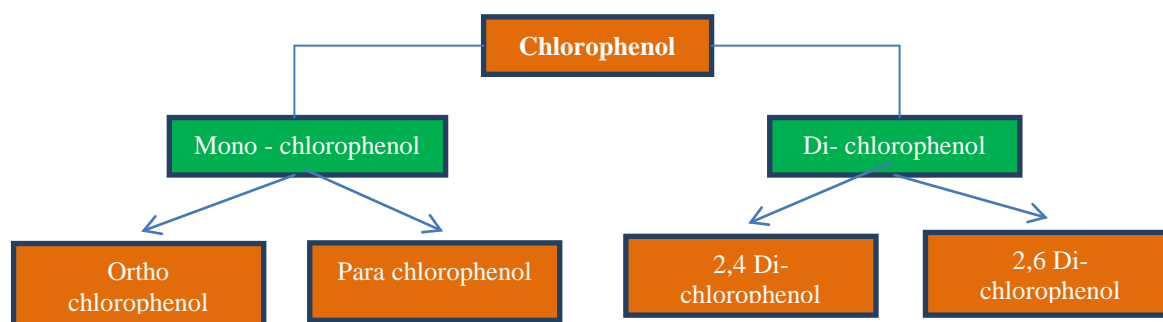 Chlorophenol
Mono - chlorophenol
Di- chlorophenol
Ortho
chlorophenol
Para chlorophenol
2,4 Di-
chlorophenol
2,6 Di-
chlorophenol